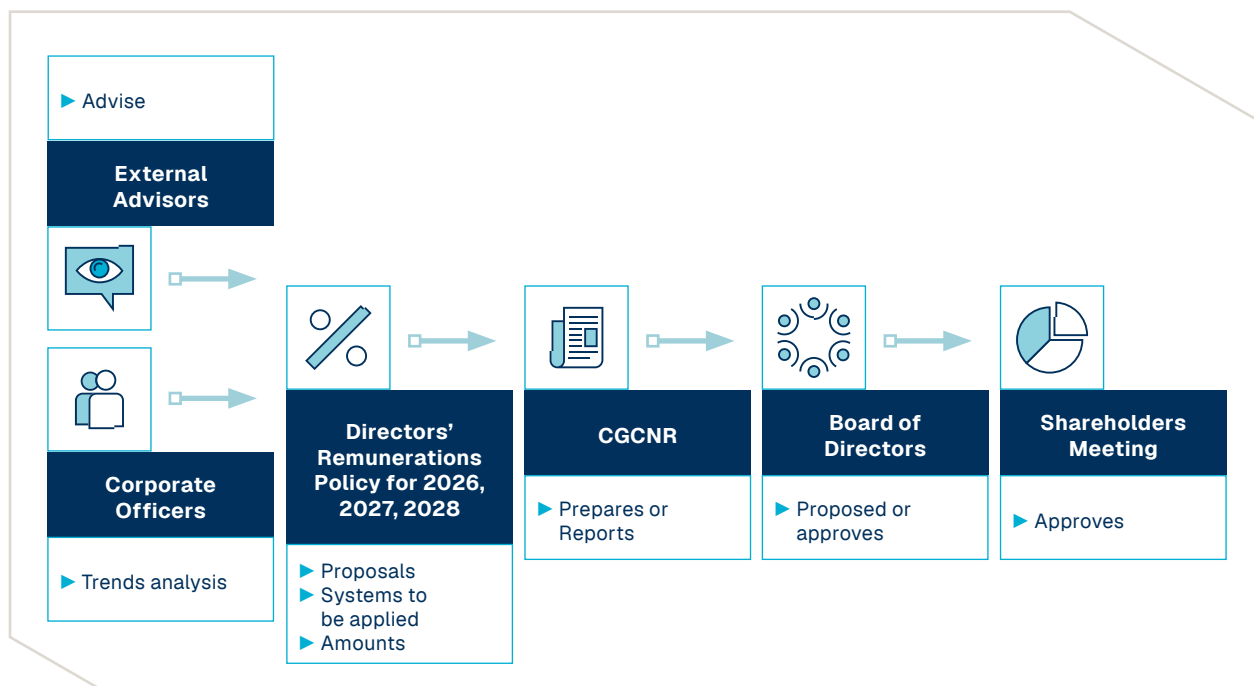 Advise
External
Advisors
Corporate
Officers
Trends analysis
Directors’
Remunerations
Policy for 2026,
2027, 2028
Proposals
Systems to
be applied
Amounts
CGCNR
Prepares or
Reports
Board of
Directors
Proposed or
approves
Shareholders
Meeting
Approves